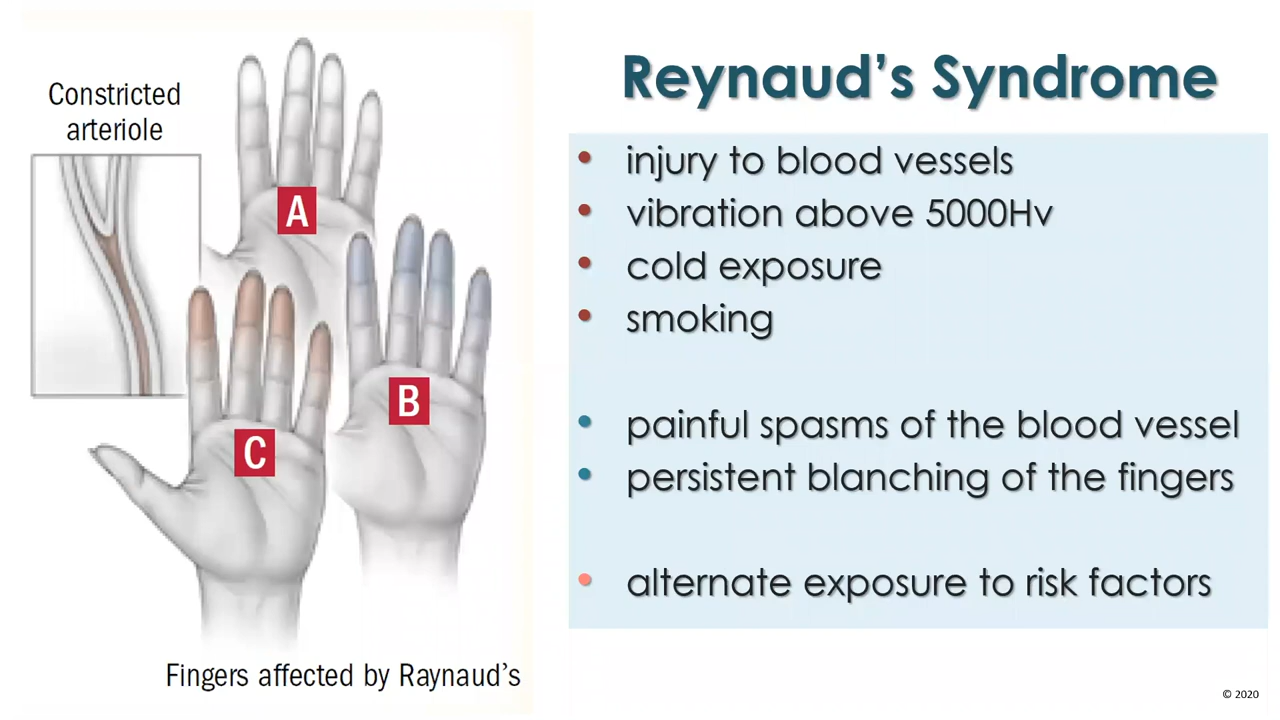 Reynaud's Syndrome
Constricted
arteriole
A
B
C
Fingers affected by Raynaud's
• injury to blood vessels
• vibration above 5000Hv
• cold exposure
• smoking
• painful spasms of the blood vessel
• persistent blanching of the fingers
• alternate exposure to risk factors
© 2020